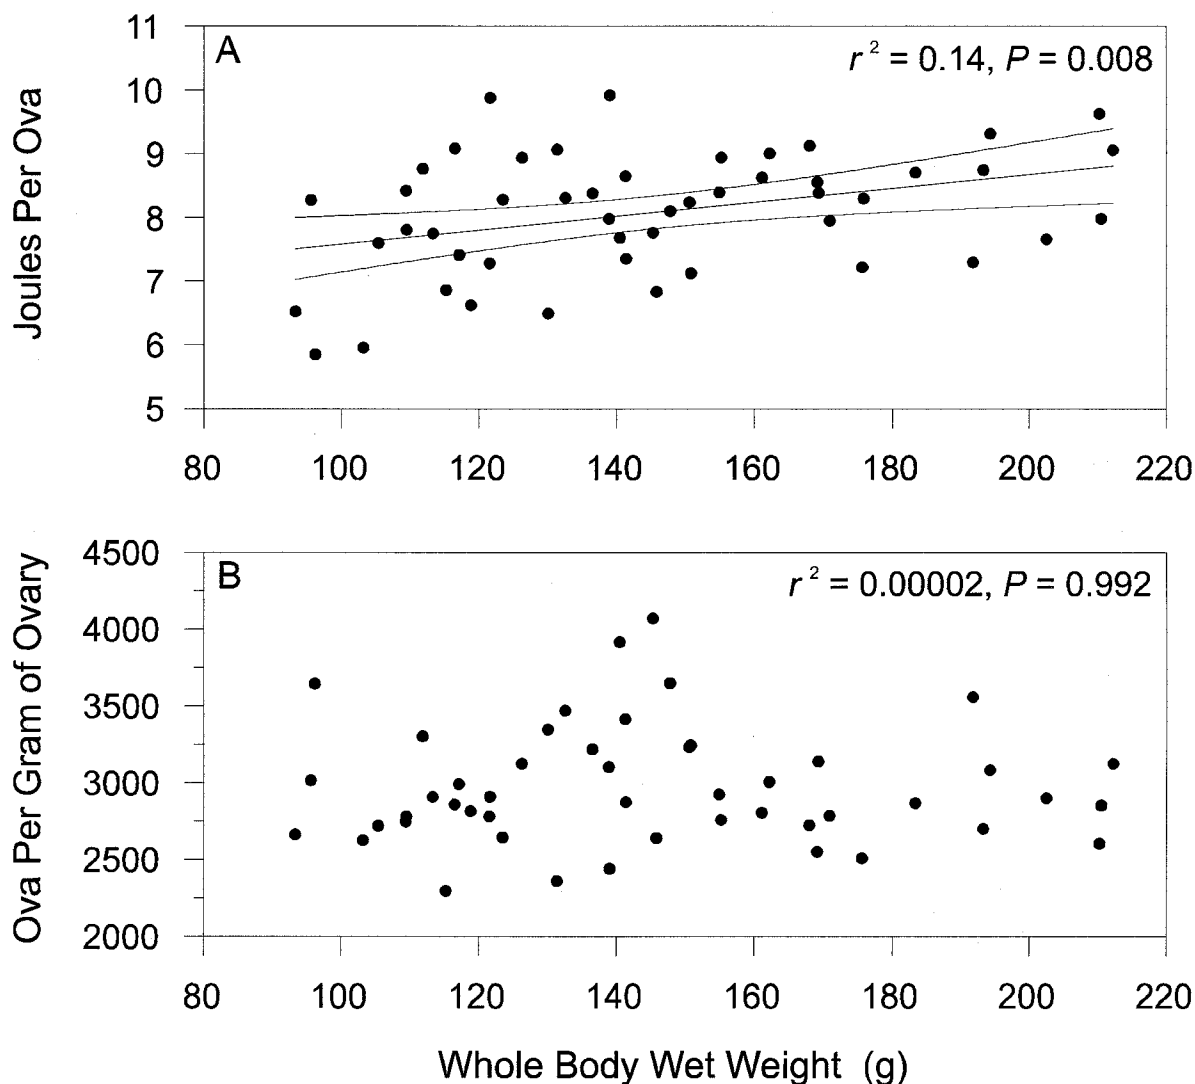 A
r² = 0.14, P = 0.008
Joules Per Ova
11
10
9
8
7
6
5
80 100 120 140 160 180 200 220
B
r² = 0.00002, P = 0.992
Ova Per Gram of Ovary
4500
4000
3500
3000
2500
2000
80 100 120 140 160 180 200 220
Whole Body Wet Weight (g)